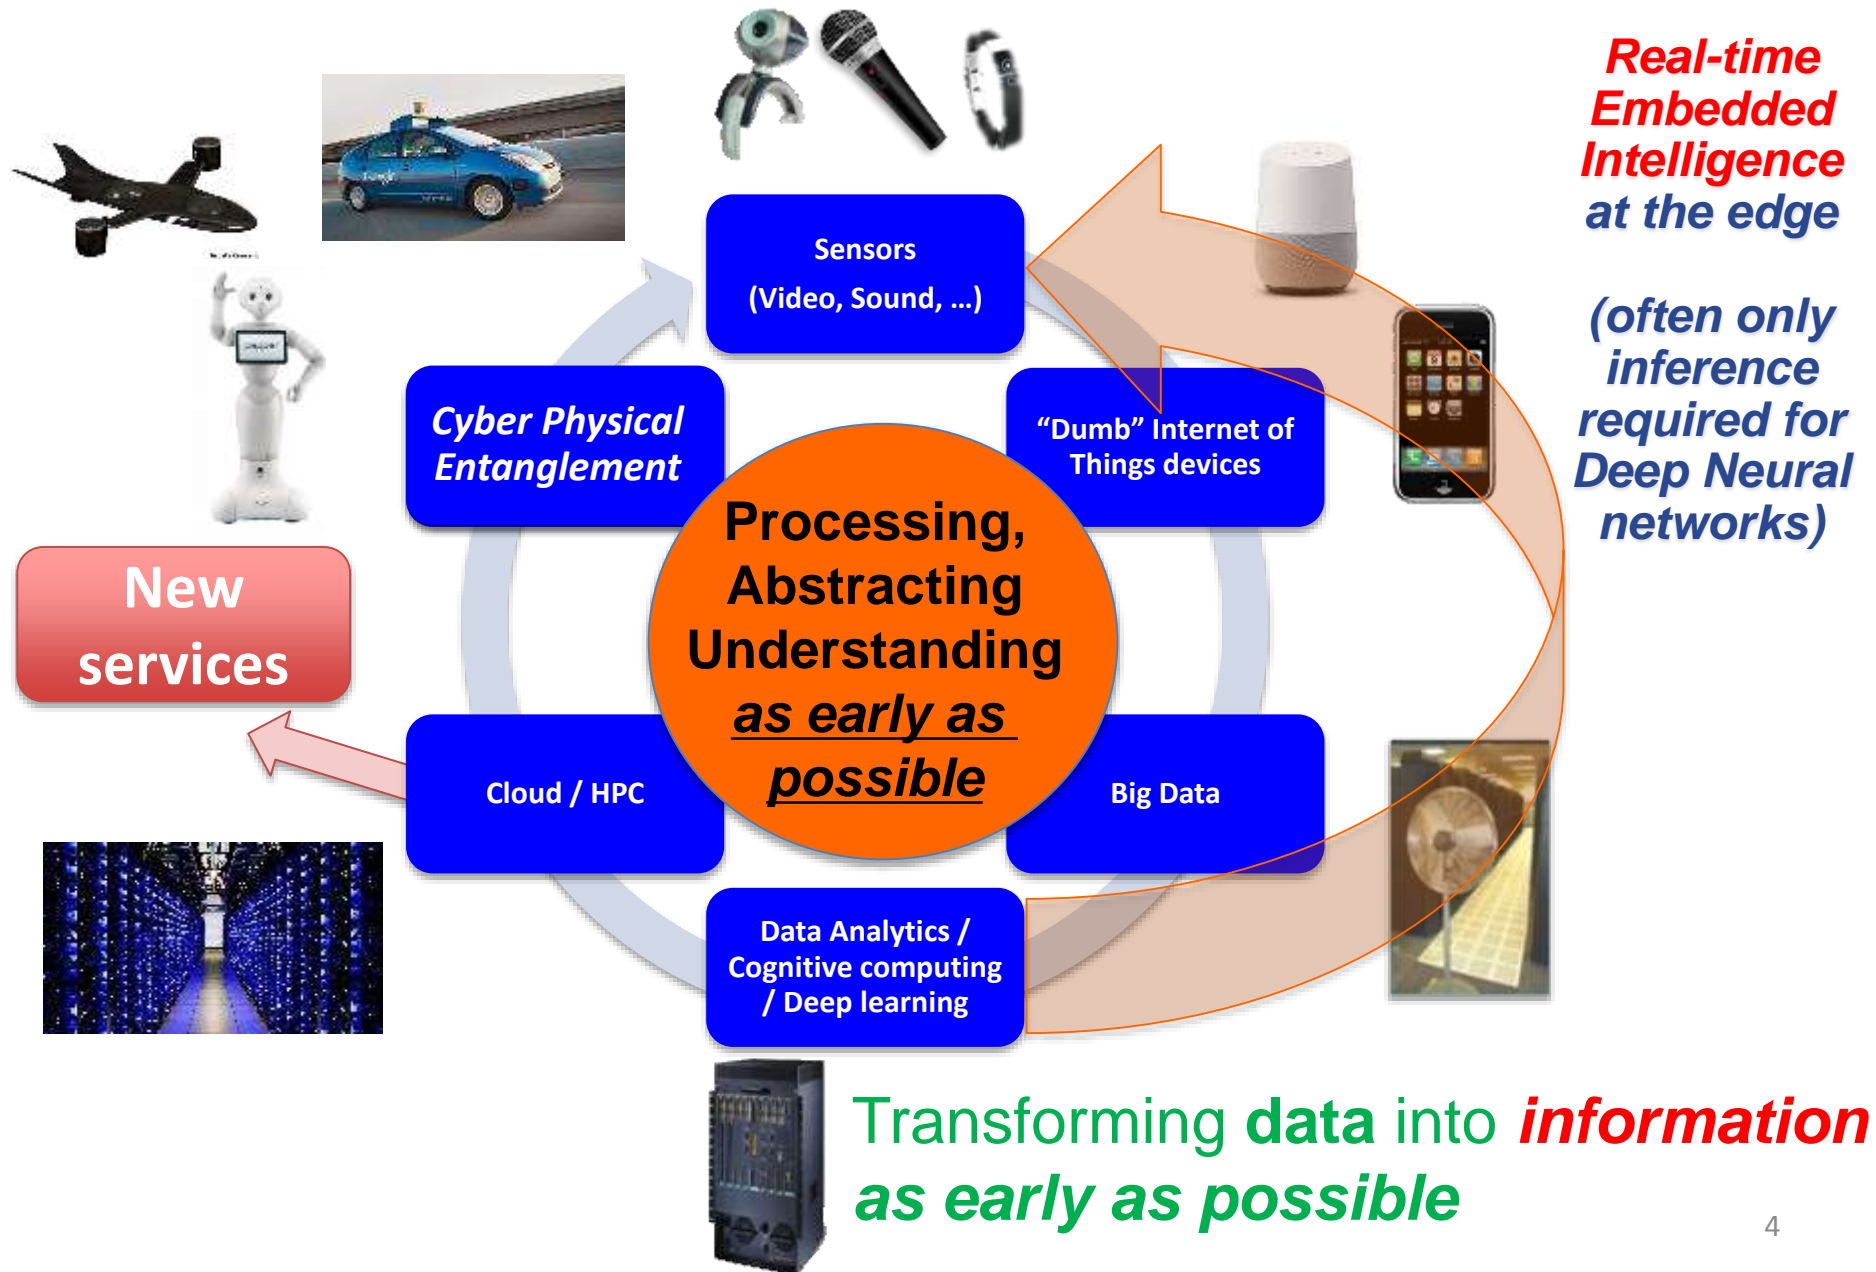 Real-time
Embedded
Intelligence
at the edge
(often only
inference
required for
Deep Neural
networks)
Sensors
(Video, Sound, ...)
Cyber Physical
Entanglement
“Dumb” Internet of
Things devices
Processing,
Abstracting
Understanding
as early as
possible
New
services
Cloud / HPC
Big Data
Data Analytics /
Cognitive computing
/ Deep learning
Transforming data into information
as early as possible
4